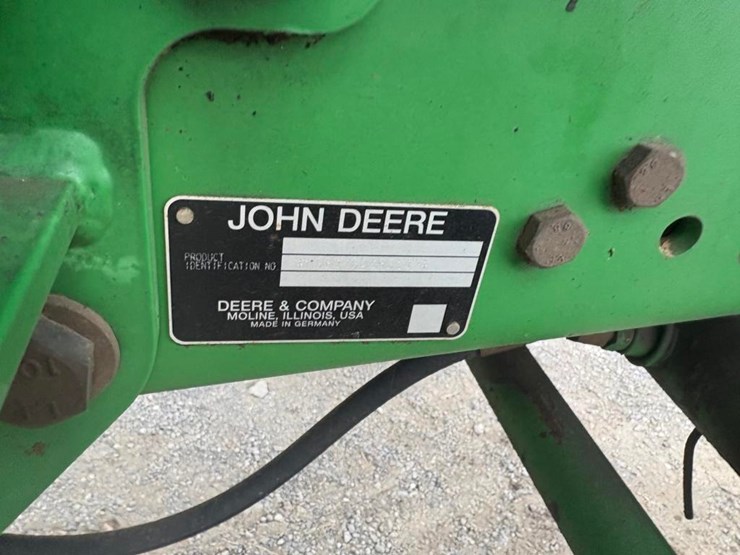 JOHN DEERE
PRODUCT
IDENTIFICATION NO
DEERE & COMPANY
MOLINE, ILLINOIS, USA
MADE IN GERMANY